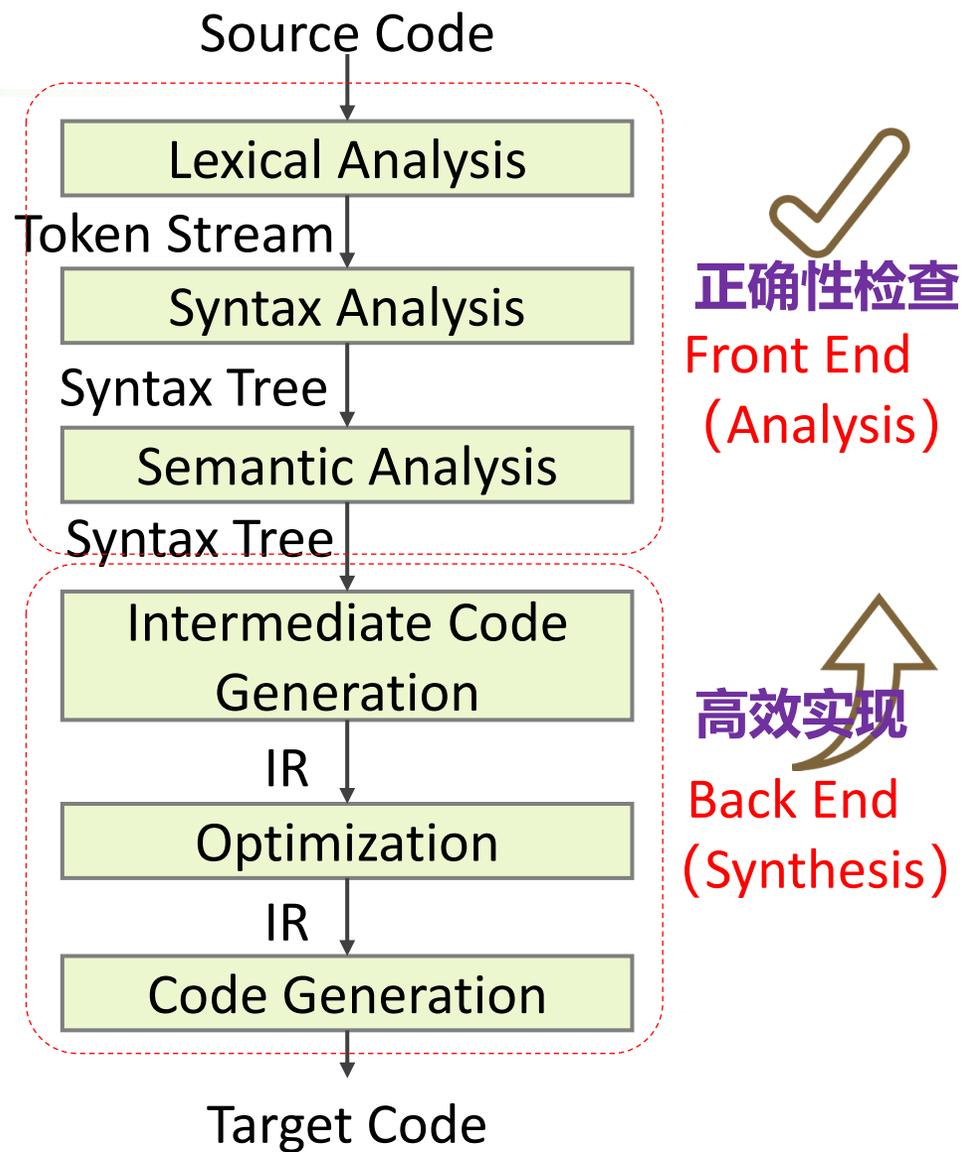 Source Code
Lexical Analysis
Token Stream
Syntax Analysis
Syntax Tree
Semantic Analysis
Syntax Tree
正确性检查
Front End
（Analysis）
Intermediate Code
Generation
IR
Optimization
IR
Code Generation
高效实现
Back End
（Synthesis）
Target Code